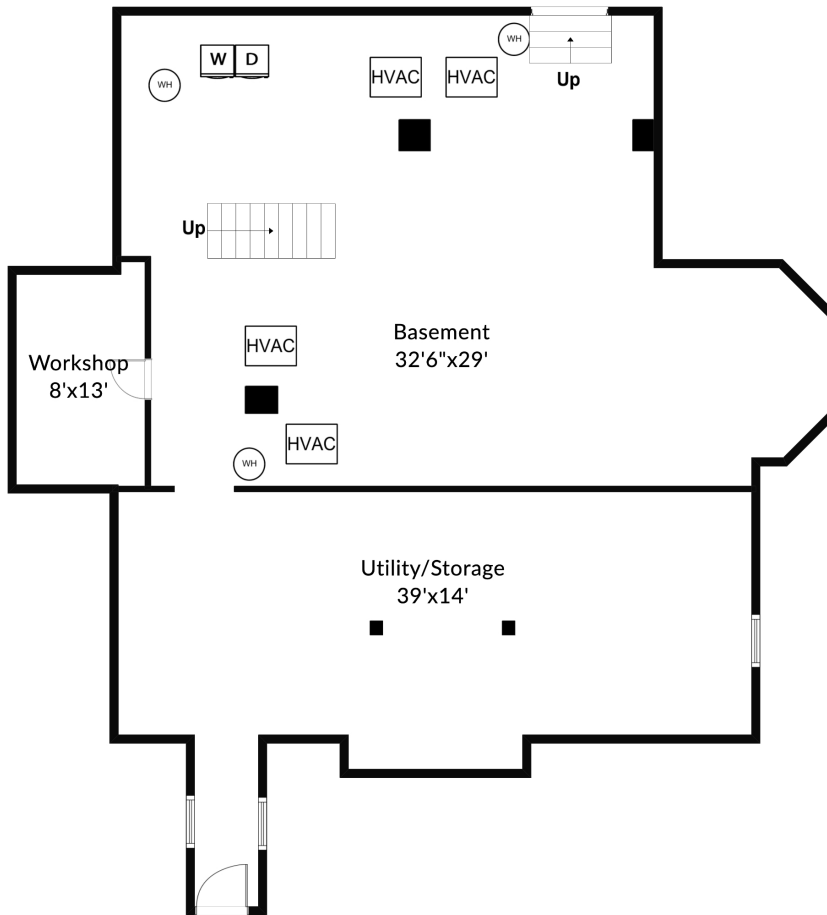 WH
W D
WH
HVAC
HVAC
Up
Up
HVAC
Basement
32'6"x29'
Workshop
8'x13'
HVAC
WH
Utility/Storage
39'x14'